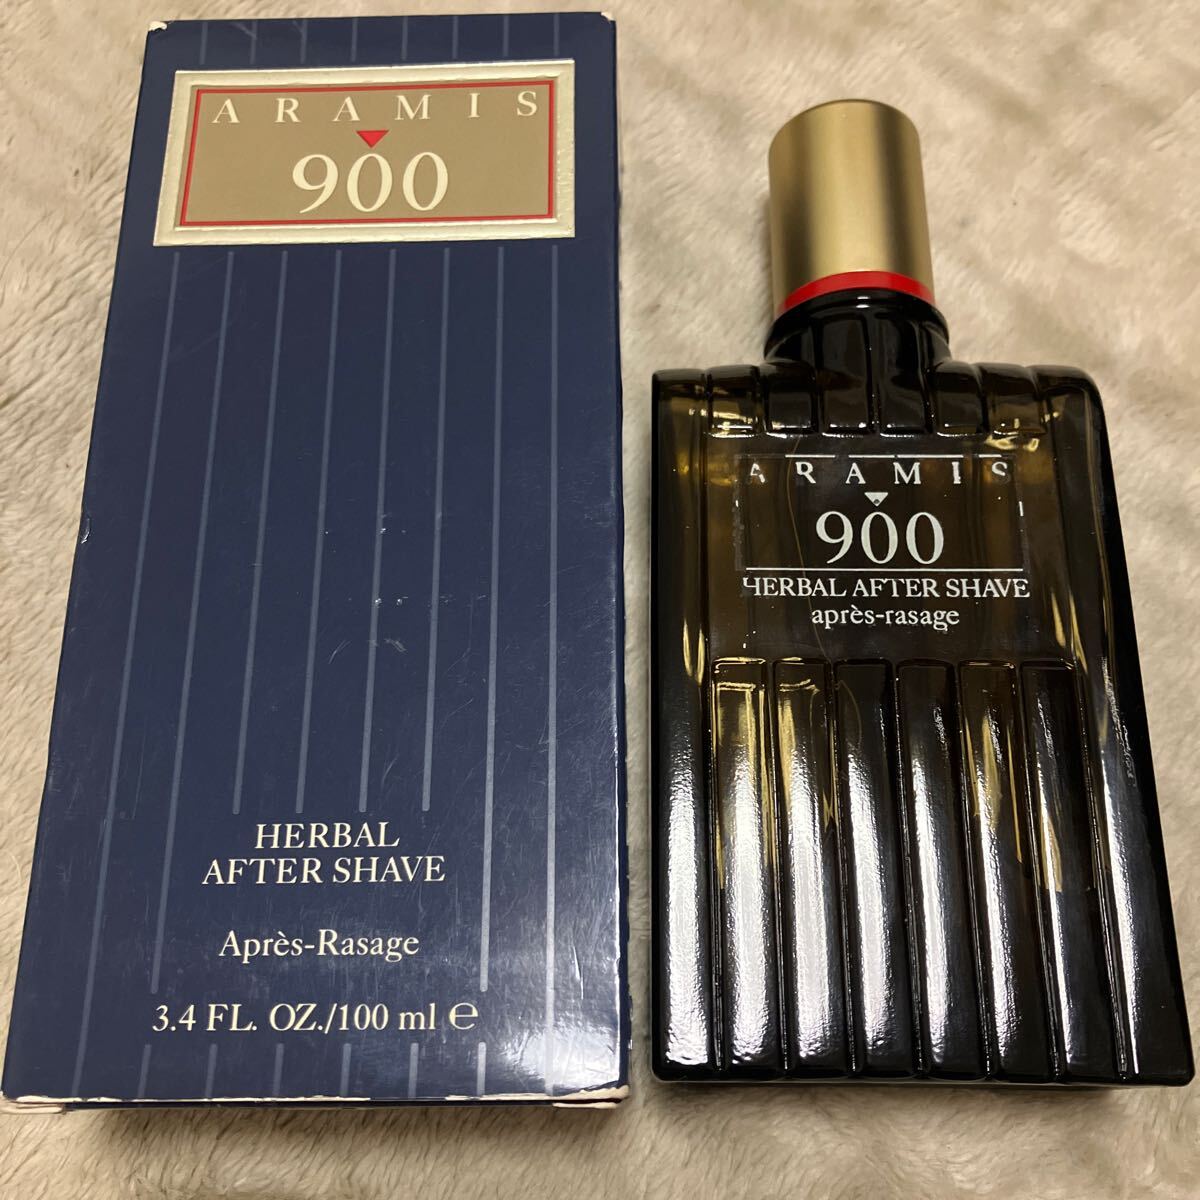 ARAMIS
900
HERBAL
AFTER SHAVE
Après-Rasage
3.4 FL. OZ./100 ml ℮
ARAMIS
900
HERBAL AFTER SHAVE
après-rasage